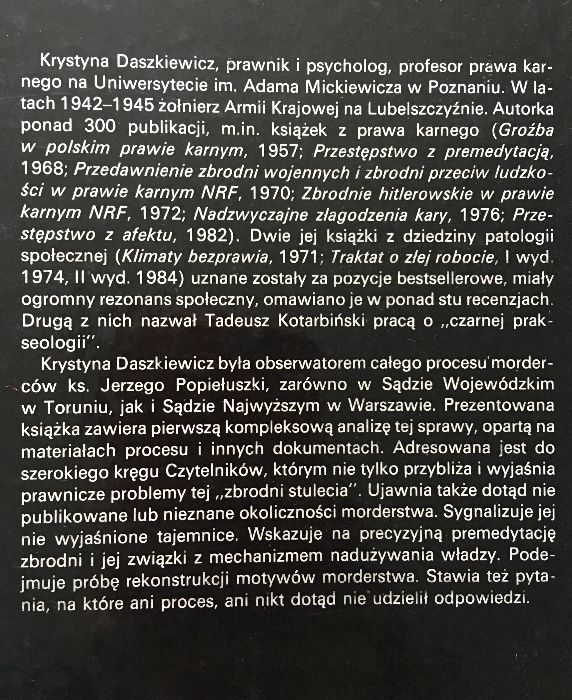 Krystyna Daszkiewicz, prawnik i psycholog, profesor prawa kar-
nego na Uniwersytecie im. Adama Mickiewicza w Poznaniu. W la-
tach 1942–1945 żołnierz Armii Krajowej na Lubelszczyźnie. Autorka
ponad 300 publikacji, m.in. książek z prawa karnego (Groźba
w polskim prawie karnym, 1957; Przestępstwo z premedytacją,
1968; Przedawnienie zbrodni wojennych i zbrodni przeciw ludzko-
ści w prawie karnym NRF, 1970; Zbrodnie hitlerowskie w prawie
karnym NRF, 1972; Nadzwyczajne złagodzenia kary, 1976; Prze-
stępstwo z afektu, 1982). Dwie jej książki z dziedziny patologii
społecznej (Klimaty bezprawia, 1971; Traktat o złej robocie, I wyd.
1974, II wyd. 1984) uznane zostały za pozycje bestsellerowe, miały
ogromny rezonans społeczny, omawiano je w ponad stu recenzjach.
Drugą z nich nazwał Tadeusz Kotarbiński pracą o „czarnej prak-
seologii”.
Krystyna Daszkiewicz była obserwatorem całego procesu morder-
ców ks. Jerzego Popiełuszki, zarówno w Sądzie Wojewódzkim
w Toruniu, jak i Sądzie Najwyższym w Warszawie. Prezentowana
książka zawiera pierwszą kompleksową analizę tej sprawy, opartą na
materiałach procesu i innych dokumentach. Adresowana jest do
szerokiego kręgu Czytelników, którym nie tylko przybliża i wyjaśnia
prawnicze problemy tej „zbrodni stulecia”. Ujawnia także dotąd nie
publikowane lub nieznane okoliczności morderstwa. Sygnalizuje jej
nie wyjaśnione tajemnice. Wskazuje na precyzyjną premedytację
zbrodni i jej związki z mechanizmem nadużywania władzy. Pode-
jmuje próbę rekonstrukcji motywów morderstwa. Stawia też pyta-
nia, na które ani proces, ani nikt dotąd nie udzielił odpowiedzi.